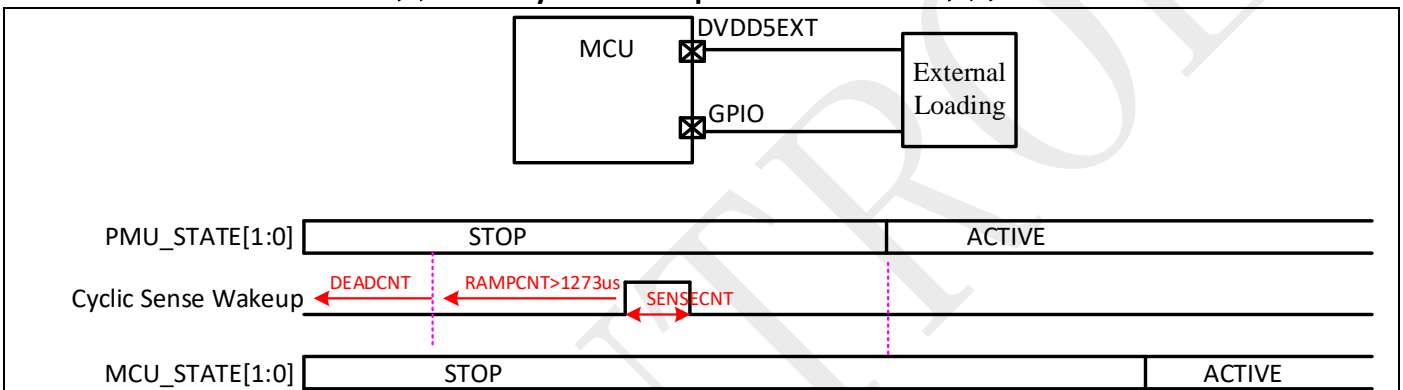 DVDD5EXT
MCU
External
Loading
GPIO
PMU_STATE[1:0] STOP ACTIVE
DEADCNT RAMPCNT>1273us
Cyclic Sense Wakeup SENSECNT
MCU_STATE[1:0] STOP ACTIVE